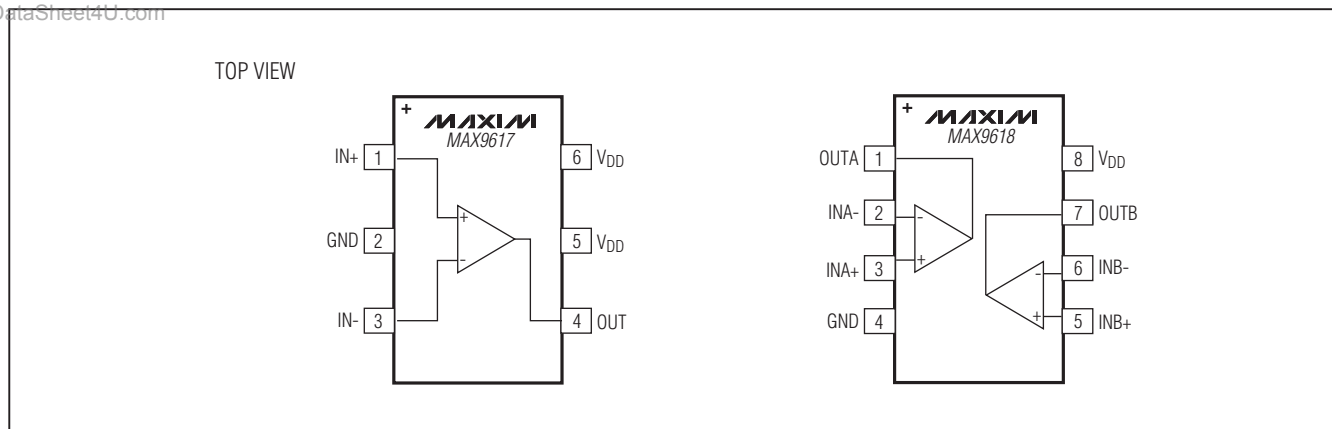 DataSheet4U.com
TOP VIEW
+
MAXIM
MAX9617
IN+ 1
6 VDD
+
GND 2
5 VDD
-
IN- 3
4 OUT
+
MAXIM
MAX9618
OUTA 1
8 VDD
INA- 2
-
7 OUTB
INA+ 3
+
-
6 INB-
GND 4
+
5 INB+